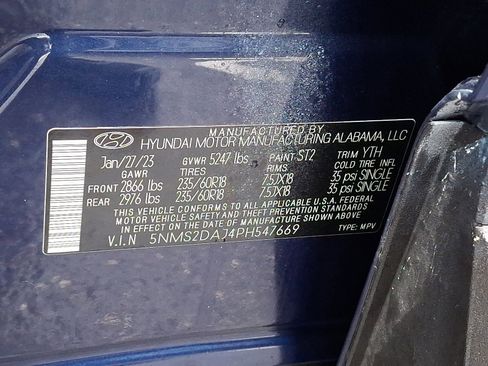 MANUFACTURED BY
HYUNDAI MOTOR MANUFACTURING ALABAMA, LLC
Jan/27/23 GVWR 5247 lbs PAINT ST2 TRIM YTH
GAWR TIRES RIMS COLD TIRE INFL
FRONT 2866 lbs 235/60R18 7.5JX18 35 psi SINGLE
REAR 2976 lbs 235/60R18 7.5JX18 35 psi SINGLE
THIS VEHICLE CONFORMS TO ALL APPLICABLE U.S.A. FEDERAL
MOTOR VEHICLE SAFETY AND THEFT PREVENTION STANDARDS IN
EFFECT ON THE DATE OF MANUFACTURE SHOWN ABOVE.
V.I.N 5NMS2DAJ4PH547669 TYPE: MPV